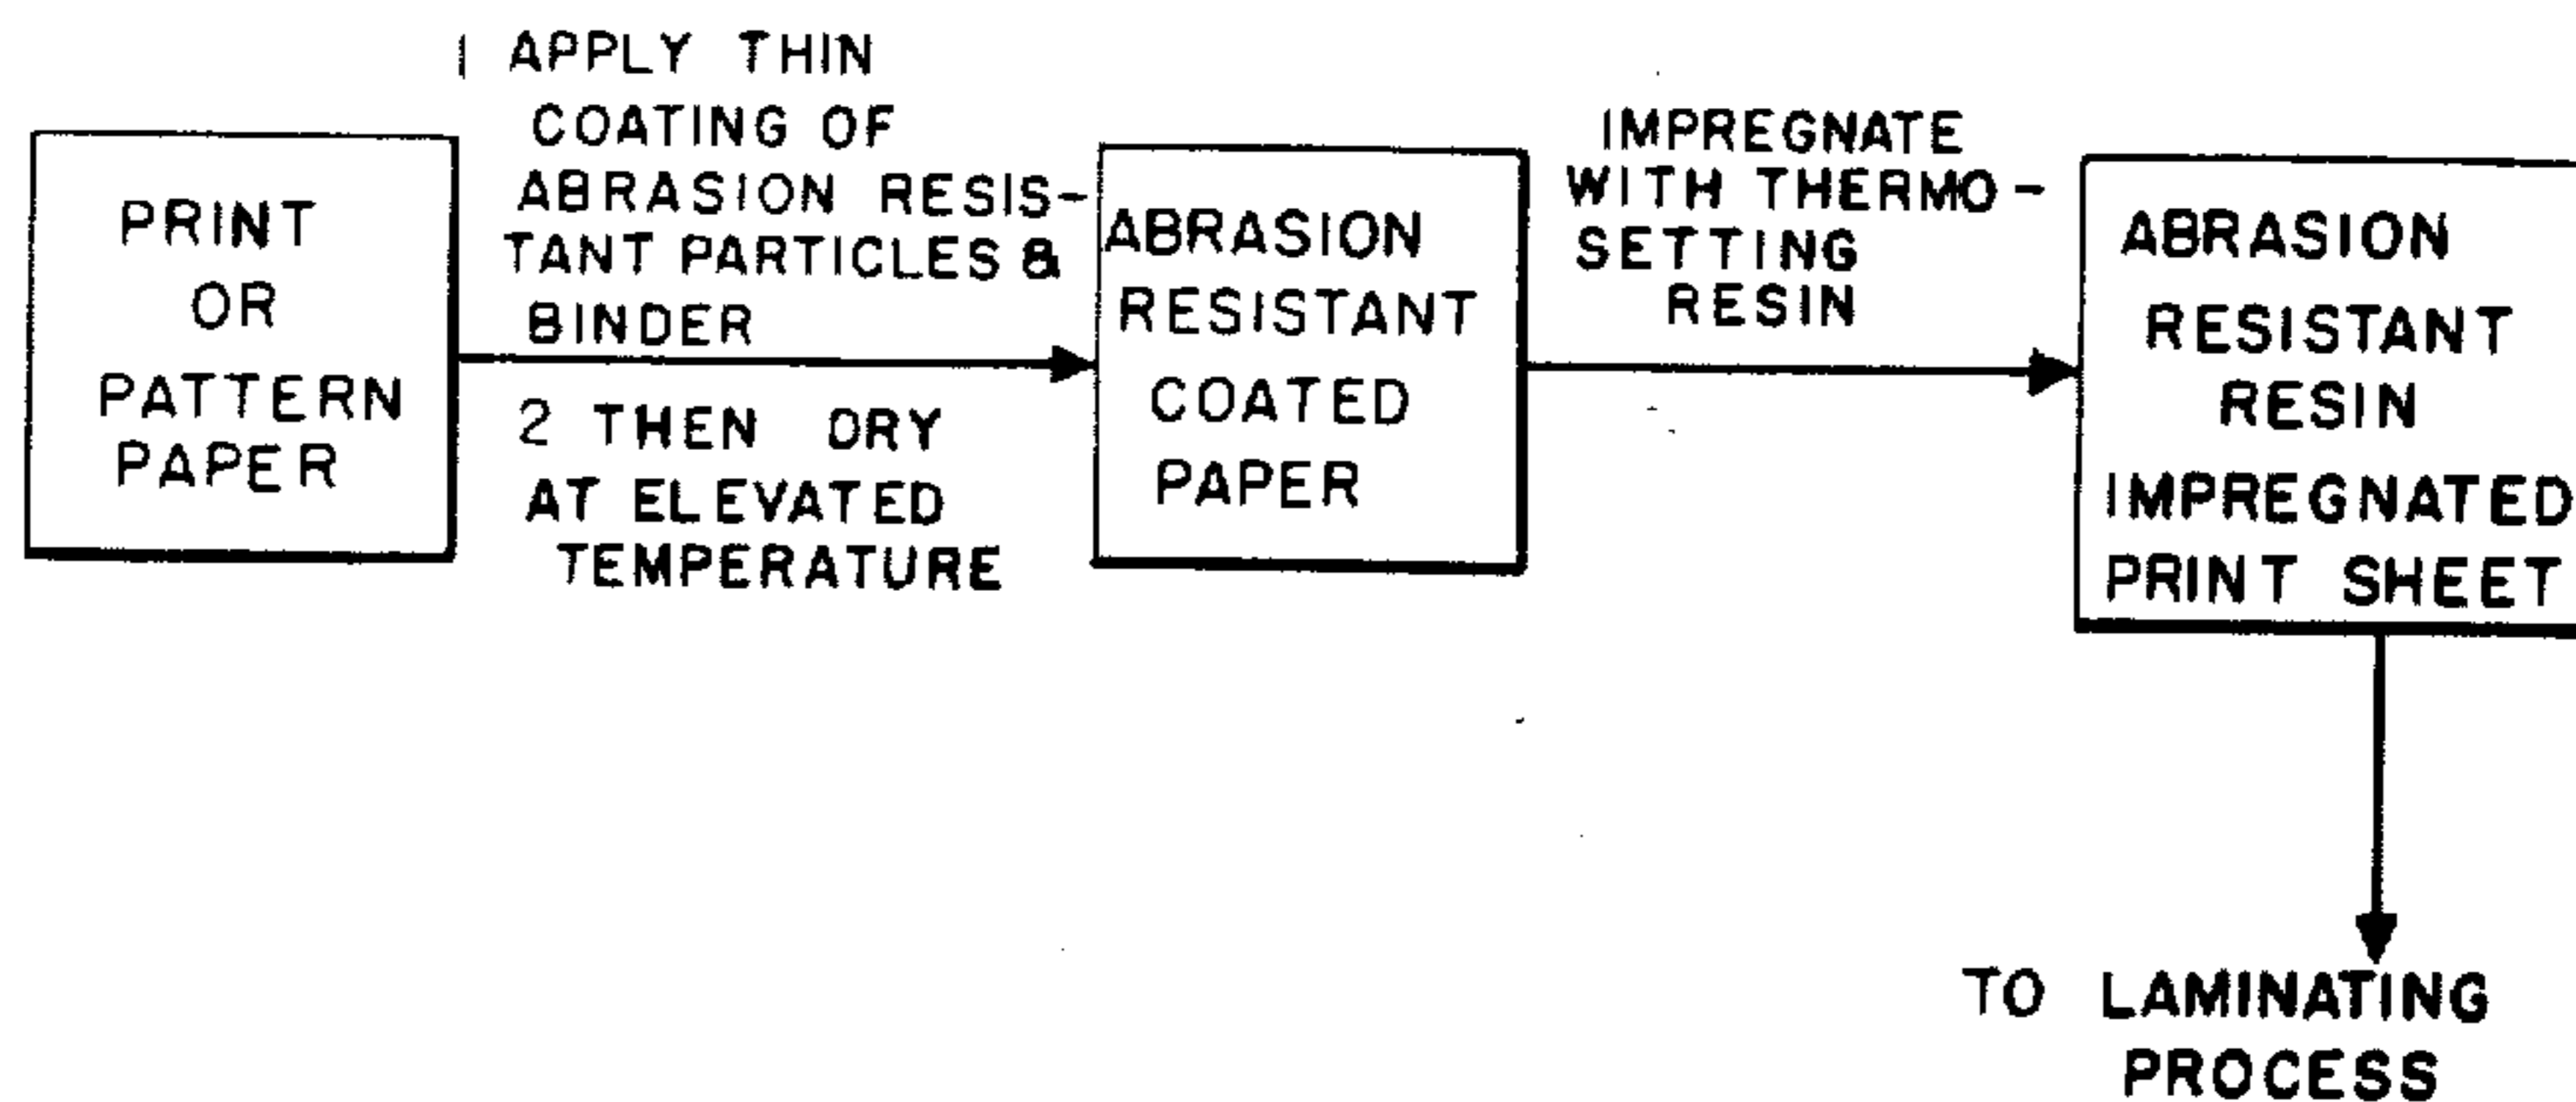 PRINT
OR
PATTERN
PAPER
1 APPLY THIN
COATING OF
ABRASION RESIS-
TANT PARTICLES &
BINDER
2 THEN DRY
AT ELEVATED
TEMPERATURE
ABRASION
RESISTANT
COATED
PAPER
IMPREGNATE
WITH THERMO-
SETTING
RESIN
ABRASION
RESISTANT
RESIN
IMPREGNATED
PRINT SHEET
TO LAMINATING
PROCESS